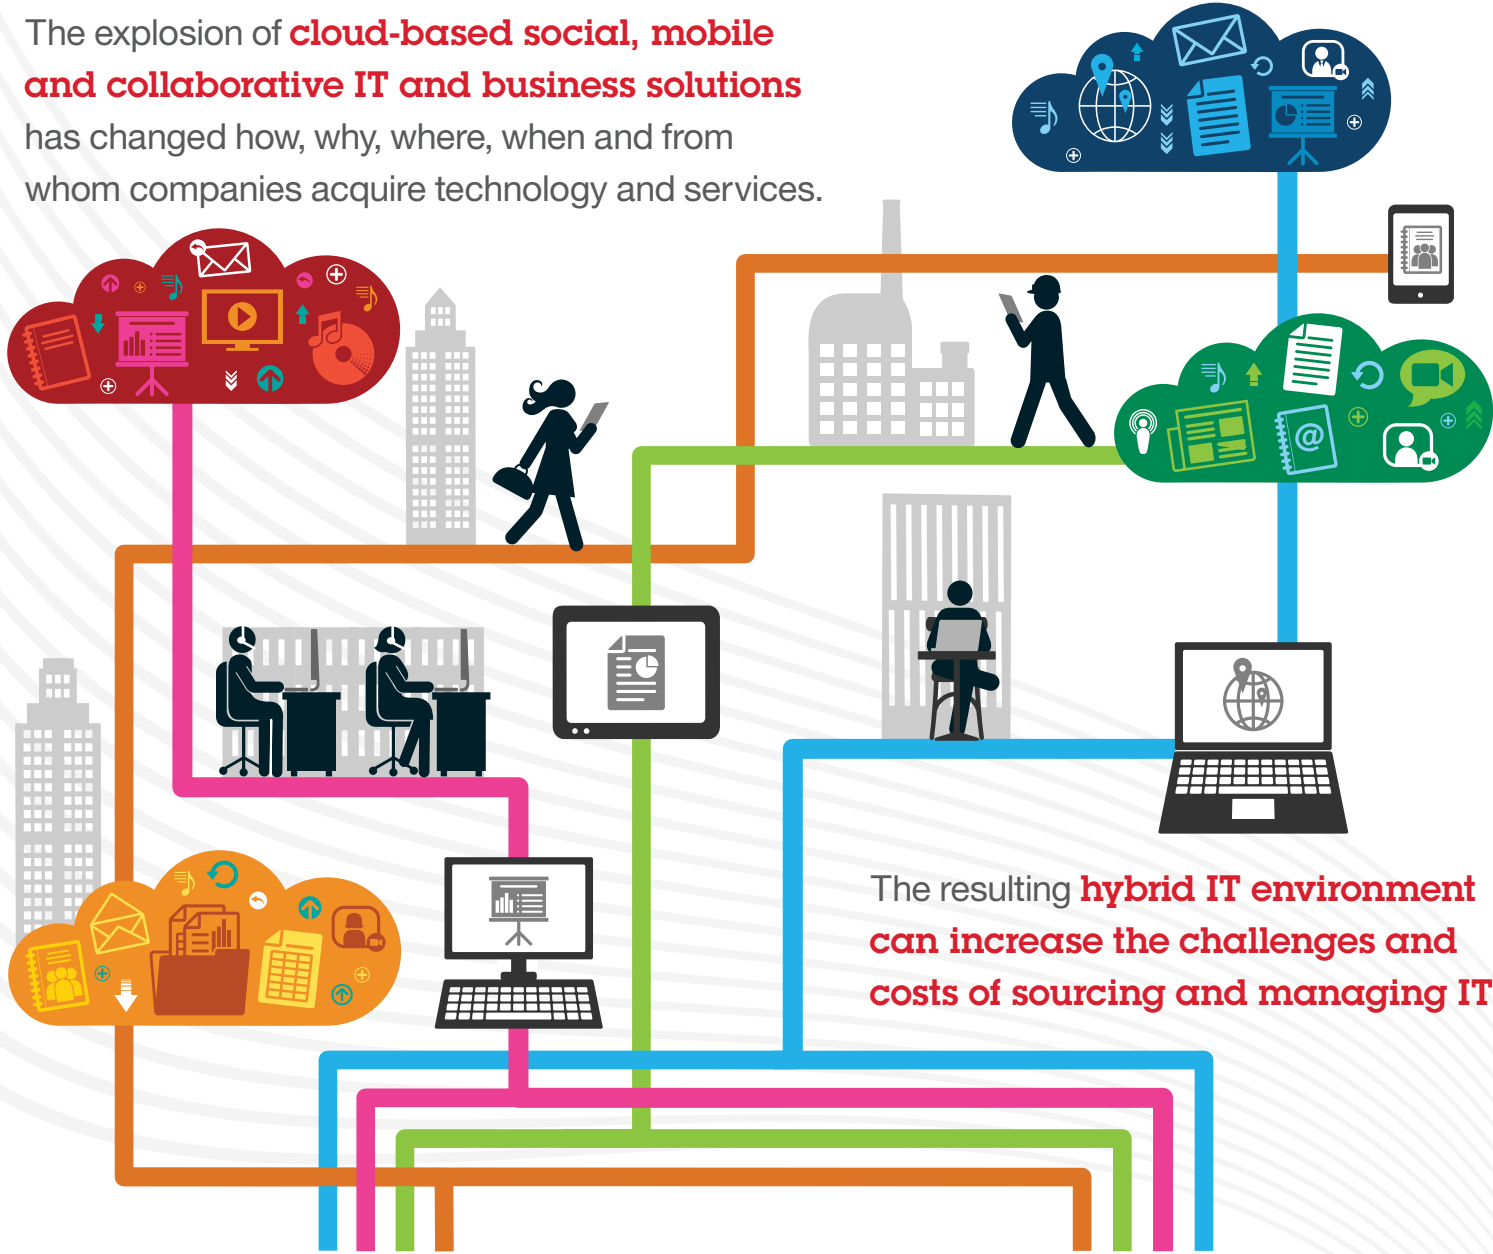 The explosion of cloud-based social, mobile
and collaborative IT and business solutions
has changed how, why, where, when and from
whom companies acquire technology and services.
@
The resulting hybrid IT environment
can increase the challenges and
costs of sourcing and managing IT